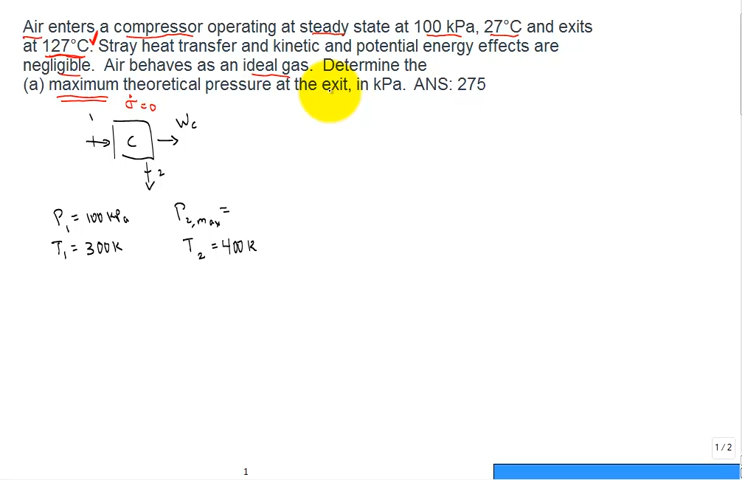 Air enters a compressor operating at steady state at 100 kPa, 27°C and exits
at 127°C. Stray heat transfer and kinetic and potential energy effects are
negligible. Air behaves as an ideal gas. Determine the
(a) maximum theoretical pressure at the exit, in kPa. ANS: 275
σ̇ = 0
1
C
Wc
2
P₁ = 100 kPa
P₂,max =
T₁ = 300K
T₂ = 400K
1 / 2
1